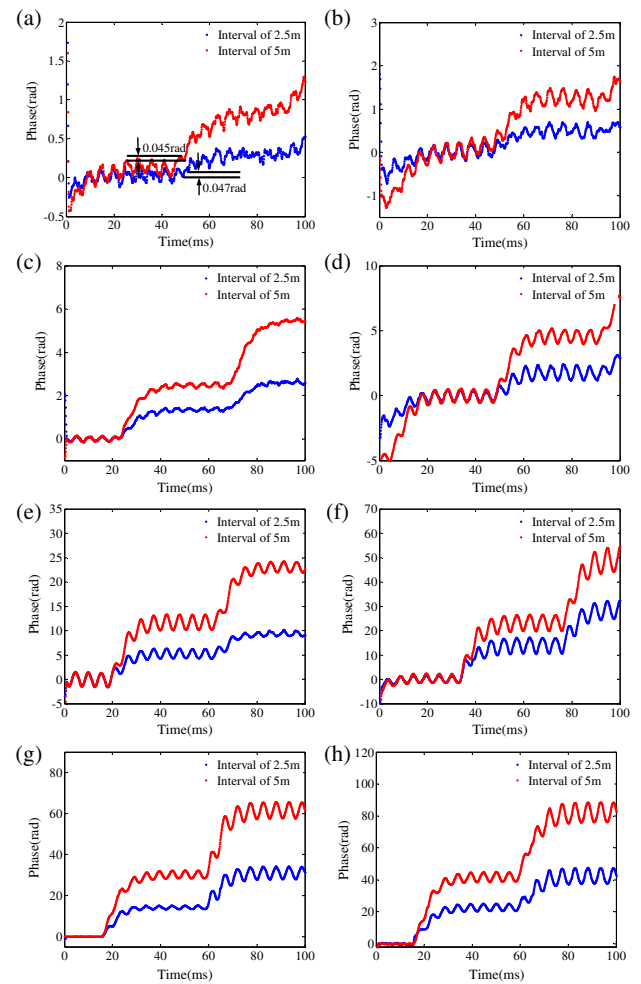 (a)
2
1.5
1
0.5
0
-0.5
Phase(rad)
Interval of 2.5m
Interval of 5m
0.045rad
0.047rad
0 20 40 60 80 100
Time(ms)
(b)
3
2
1
0
-1
Phase(rad)
Interval of 2.5m
Interval of 5m
0 20 40 60 80 100
Time(ms)
(c)
8
6
4
2
0
Phase(rad)
Interval of 2.5m
Interval of 5m
0 20 40 60 80 100
Time(ms)
(d)
10
5
0
-5
Phase(rad)
Interval of 2.5m
Interval of 5m
0 20 40 60 80 100
Time(ms)
(e)
35
30
25
20
15
10
5
0
-5
Phase(rad)
Interval of 2.5m
Interval of 5m
0 20 40 60 80 100
Time(ms)
(f)
70
60
50
40
30
20
10
0
-10
Phase(rad)
Interval of 2.5m
Interval of 5m
0 20 40 60 80 100
Time(ms)
(g)
80
60
40
20
0
Phase(rad)
Interval of 2.5m
Interval of 5m
0 20 40 60 80 100
Time(ms)
(h)
120
100
80
60
40
20
0
Phase(rad)
Interval of 2.5m
Interval of 5m
0 20 40 60 80 100
Time(ms)